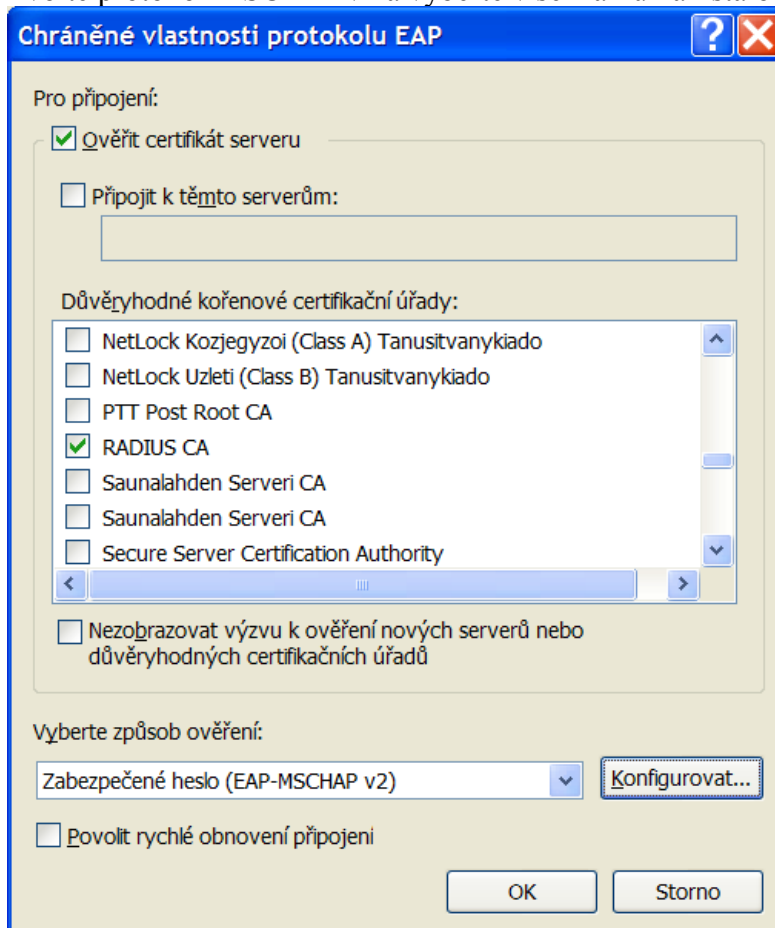 Chráněné vlastnosti protokolu EAP
Pro připojení:
Ověřit certifikát serveru
Připojit k těmto serverům:
Důvěryhodné kořenové certifikační úřady:
NetLock Kozjegyzoi (Class A) Tanusitvanykiado
NetLock Uzleti (Class B) Tanusitvanykiado
PTT Post Root CA
RADIUS CA
Saunalahden Serveri CA
Saunalahden Serveri CA
Secure Server Certification Authority
Nezobrazovat výzvu k ověření nových serverů nebo
důvěryhodných certifikačních úřadů
Vyberte způsob ověření:
Zabezpečené heslo (EAP-MSCHAP v2)
Konfigurovat...
Povolit rychlé obnovení připojeni
OK
Storno